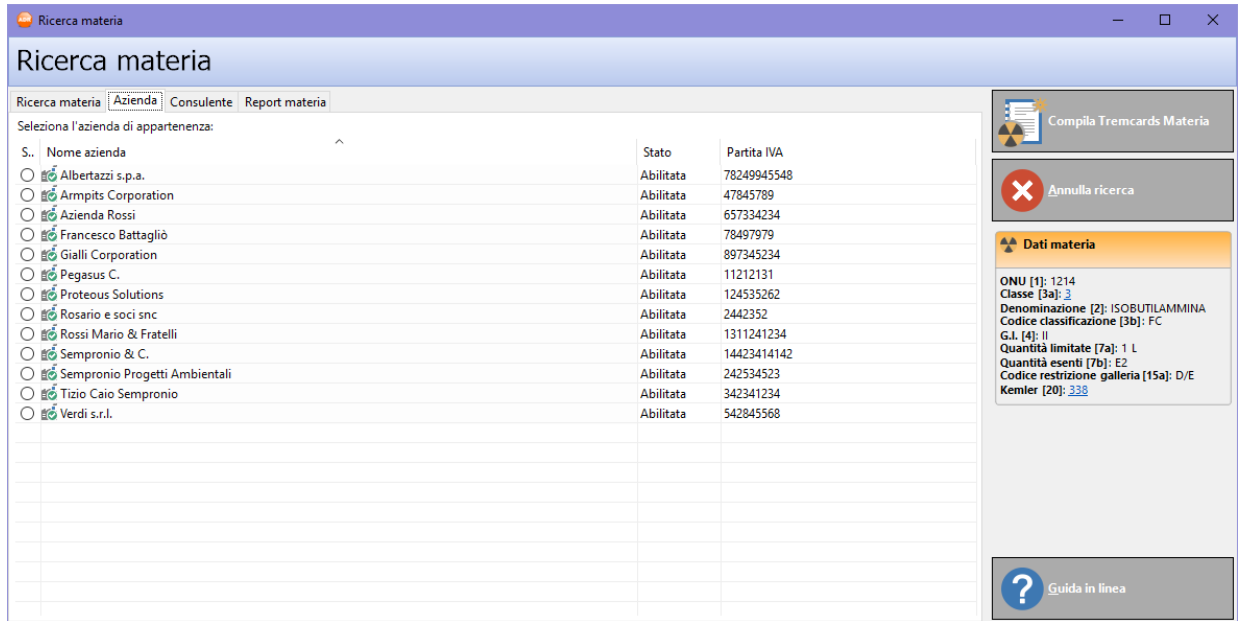 Ricerca materia
Ricerca materia
Ricerca materia Azienda Consulente Report materia
Seleziona l'azienda di appartenenza:
S.. Nome azienda Stato Partita IVA
Albertazzi s.p.a. Abilitata 78249945548
Armpits Corporation Abilitata 47845789
Azienda Rossi Abilitata 657334234
Francesco Battagliò Abilitata 78497979
Gialli Corporation Abilitata 897345234
Pegasus C. Abilitata 11212131
Proteous Solutions Abilitata 124535262
Rosario e soci snc Abilitata 2442352
Rossi Mario & Fratelli Abilitata 1311241234
Sempronio & C. Abilitata 14423414142
Sempronio Progetti Ambientali Abilitata 242534523
Tizio Caio Sempronio Abilitata 342341234
Verdi s.r.l. Abilitata 542845568
Compila Tremcards Materia
Annulla ricerca
Dati materia
ONU [1]: 1214
Classe [3a]: 3
Denominazione [2]: ISOBUTILAMMINA
Codice classificazione [3b]: FC
G.I. [4]: II
Quantità limitate [7a]: 1 L
Quantità esenti [7b]: E2
Codice restrizione galleria [15a]: D/E
Kemler [20]: 338
Guida in linea